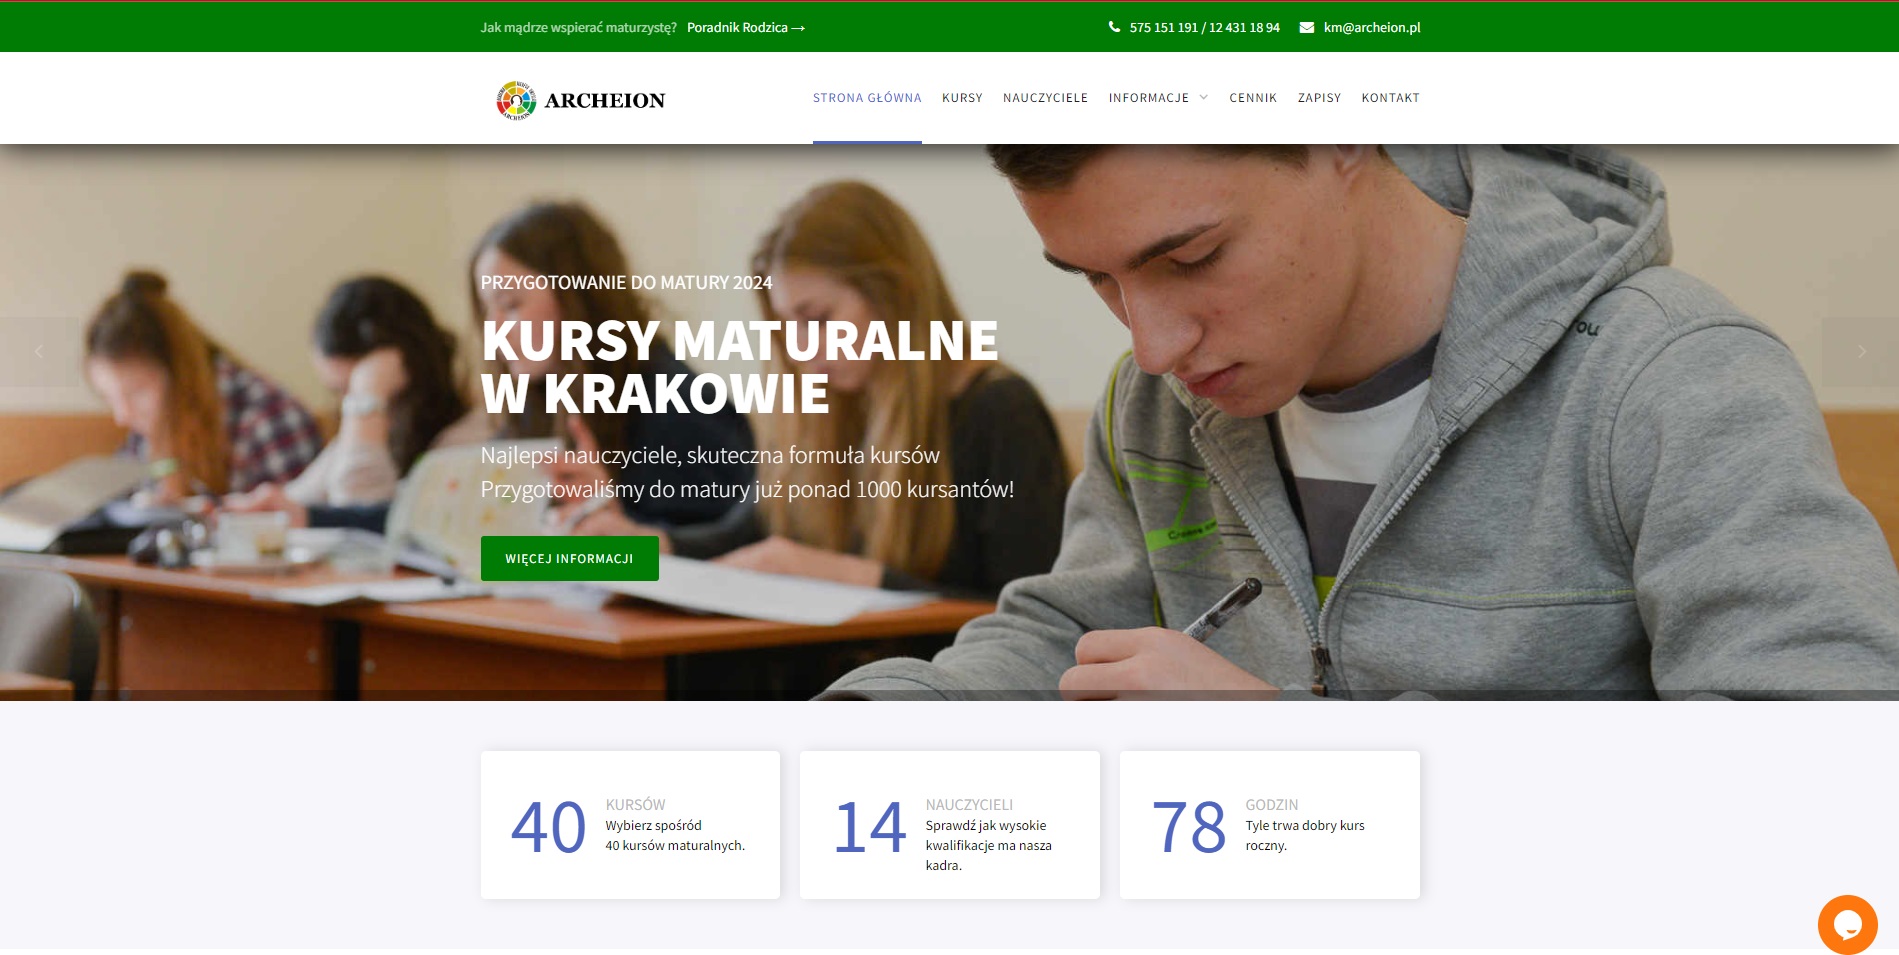 Jak mądrze wspierać maturzystę? Poradnik Rodzica →
575 151 191 / 12 431 18 94 km@archeion.pl
ARCHEION
STRONA GŁÓWNA KURSY NAUCZYCIELE INFORMACJE CENNIK ZAPISY KONTAKT
PRZYGOTOWANIE DO MATURY 2024
KURSY MATURALNE
W KRAKOWIE
Najlepsi nauczyciele, skuteczna formuła kursów
Przygotowaliśmy do matury już ponad 1000 kursantów!
WIĘCEJ INFORMACJI
40
KURSÓW
Wybierz spośród
40 kursów maturalnych.
14
NAUCZYCIELI
Sprawdź jak wysokie
kwalifikacje ma nasza
kadra.
78
GODZIN
Tyle trwa dobry kurs
roczny.